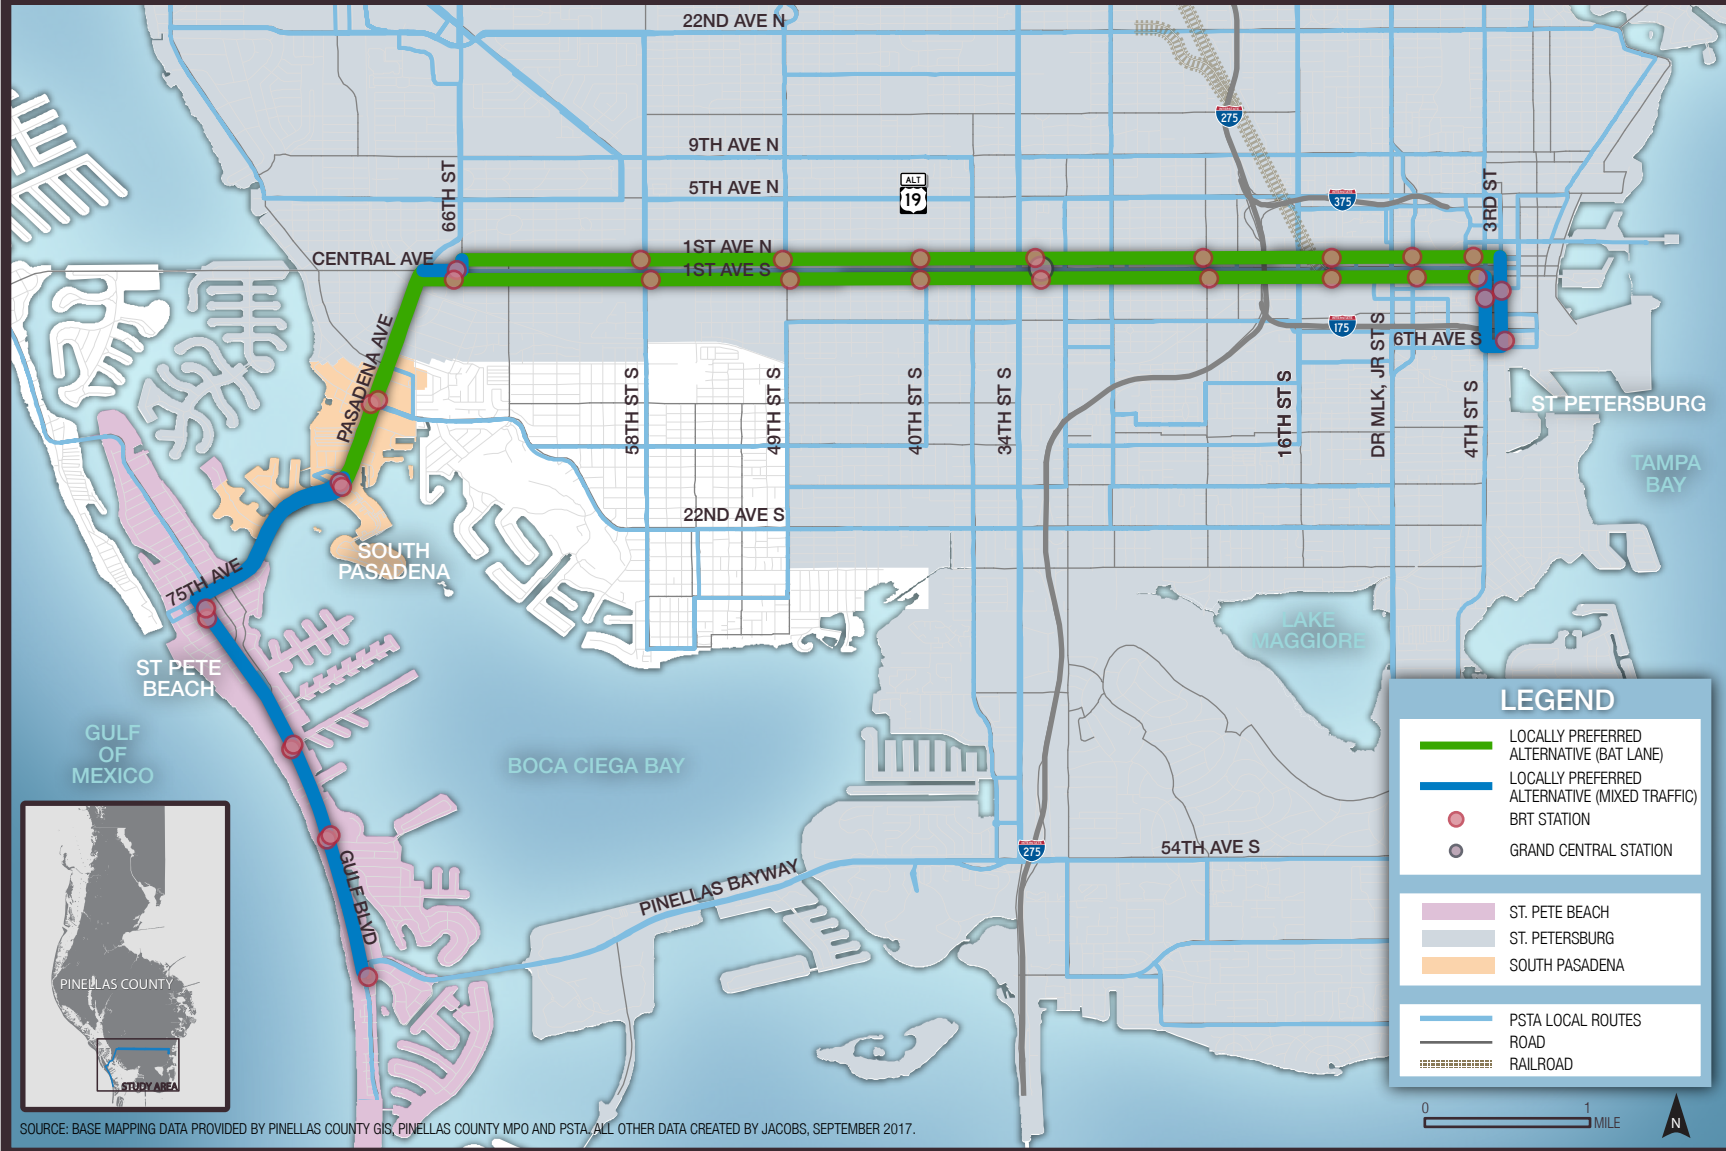 22ND AVE N
INTERSTATE
275
9TH AVE N
5TH AVE N
ALT
19
INTERSTATE
375
66TH ST
3RD ST
CENTRAL AVE
1ST AVE N
1ST AVE S
INTERSTATE
175
6TH AVE S
PASADENA AVE
58TH ST S
49TH ST S
40TH ST S
34TH ST S
16TH ST S
DR MLK, JR ST S
4TH ST S
ST PETERSBURG
TAMPA
BAY
22ND AVE S
SOUTH
PASADENA
75TH AVE
LAKE
MAGGIORE
ST PETE
BEACH
GULF
OF
MEXICO
BOCA CIEGA BAY
GULF BLVD
PINELLAS BAYWAY
INTERSTATE
275
54TH AVE S
LEGEND
LOCALLY PREFERRED
ALTERNATIVE (BAT LANE)
LOCALLY PREFERRED
ALTERNATIVE (MIXED TRAFFIC)
BRT STATION
GRAND CENTRAL STATION
ST. PETE BEACH
ST. PETERSBURG
SOUTH PASADENA
PSTA LOCAL ROUTES
ROAD
RAILROAD
PINELLAS COUNTY
STUDY AREA
0 1
MILE
N
SOURCE: BASE MAPPING DATA PROVIDED BY PINELLAS COUNTY GIS, PINELLAS COUNTY MPO AND PSTA. ALL OTHER DATA CREATED BY JACOBS, SEPTEMBER 2017.